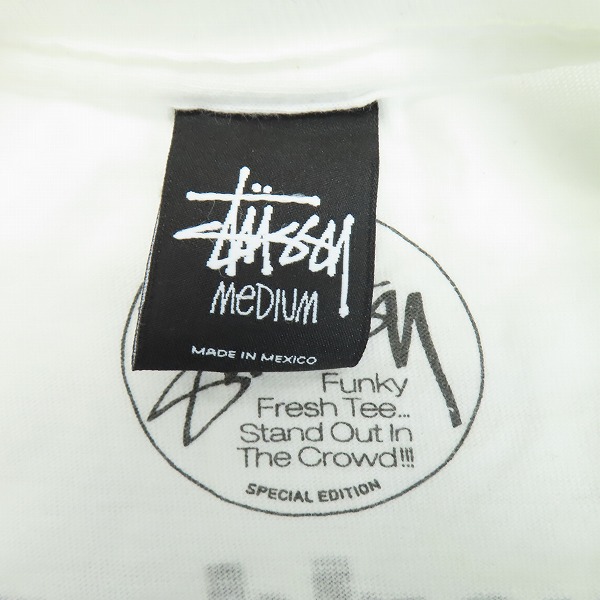 Stüssy
MEDIUM
MADE IN MEXICO
Funky
Fresh Tee...
Stand Out In
The Crowd!!!
SPECIAL EDITION